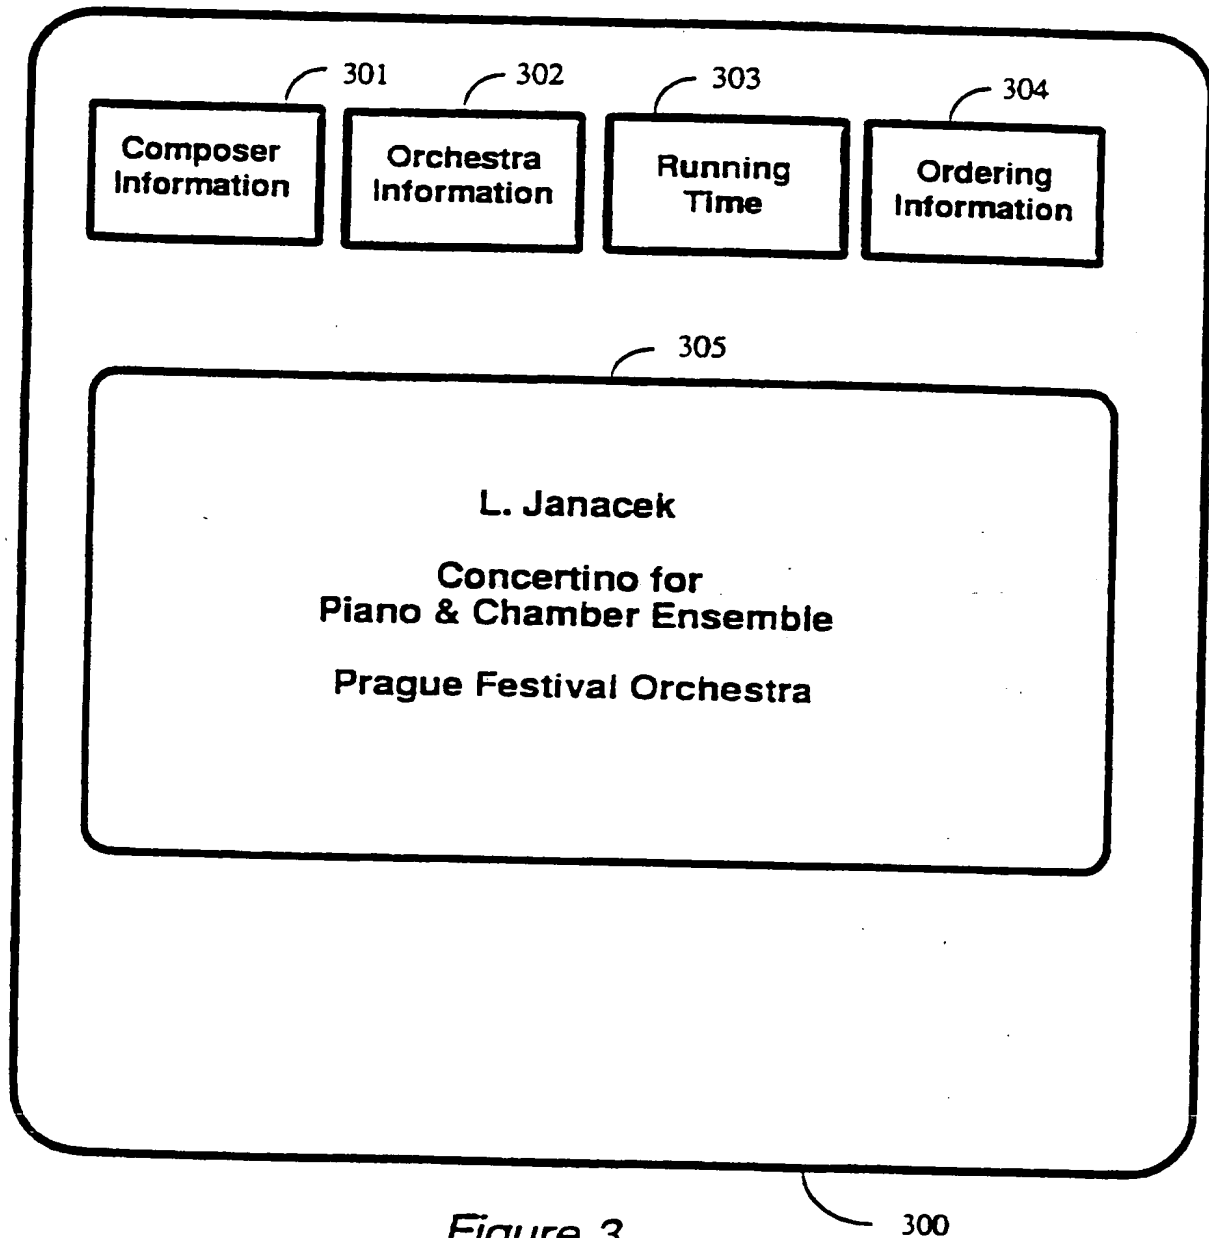 301
302
303
304
Composer
Information
Orchestra
Information
Running
Time
Ordering
Information
305
L. Janacek
Concertino for
Piano & Chamber Ensemble
Prague Festival Orchestra
300
Figure 3